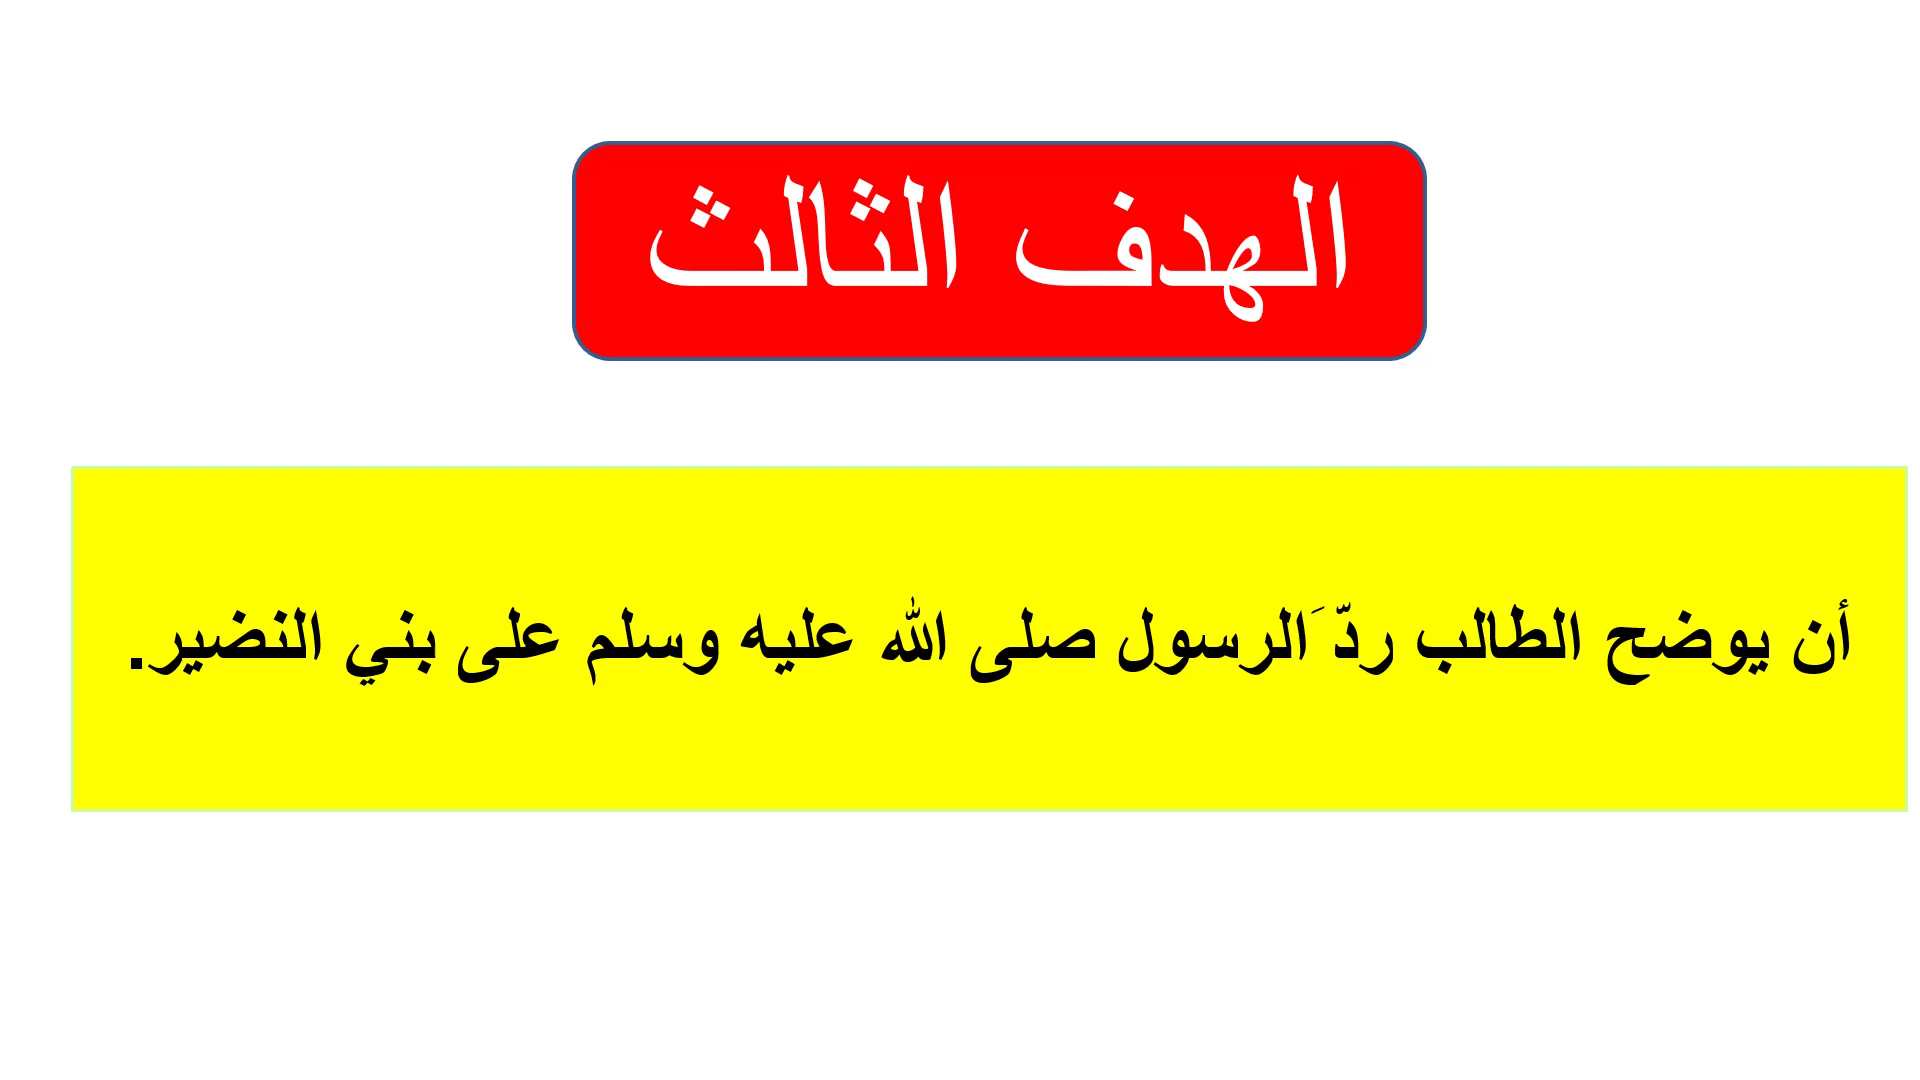 الهدف الثالث
أن يوضح الطالب ردّ َالرسول صلى الله عليه وسلم على بني النضير.